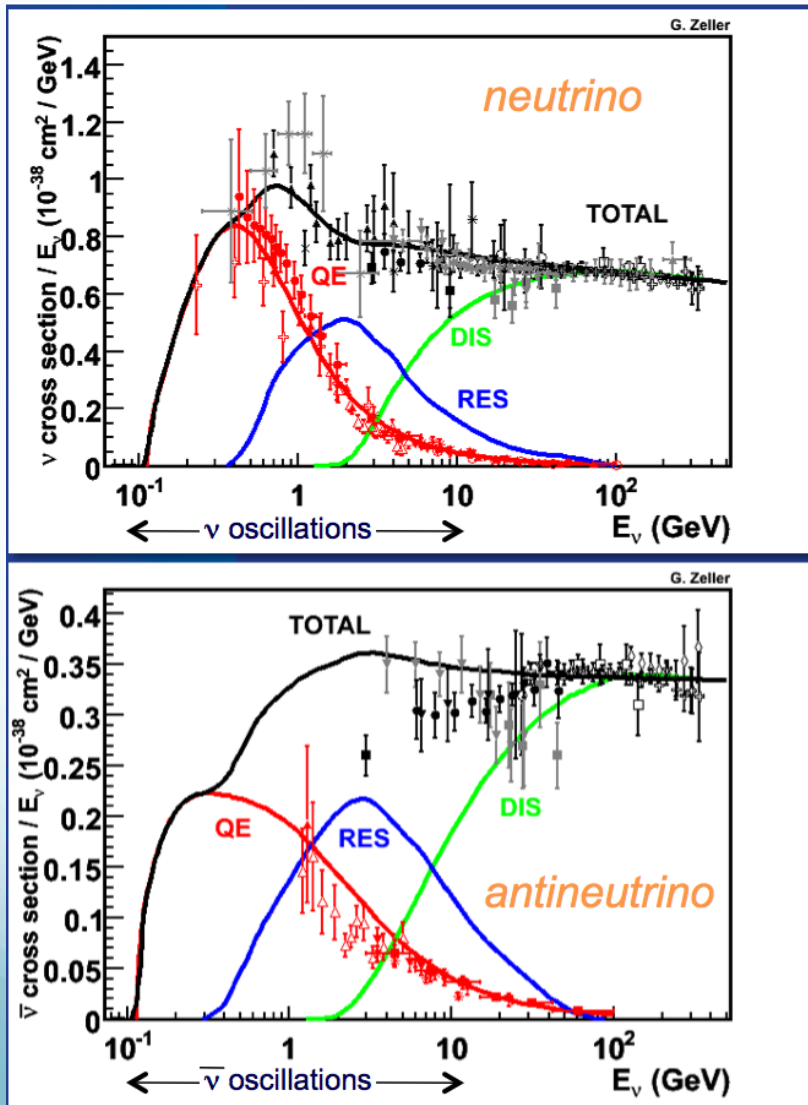 G. Zeller
ν cross section / Eν (10⁻³⁸ cm² / GeV)
1.4
1.2
1
0.8
0.6
0.4
0.2
0
neutrino
TOTAL
QE
DIS
RES
10⁻¹
1
10
10²
ν oscillations
Eν (GeV)
G. Zeller
ν̅ cross section / Eν (10⁻³⁸ cm² / GeV)
0.4
0.35
0.3
0.25
0.2
0.15
0.1
0.05
0
TOTAL
QE
RES
DIS
antineutrino
10⁻¹
1
10
10²
ν̅ oscillations
Eν (GeV)